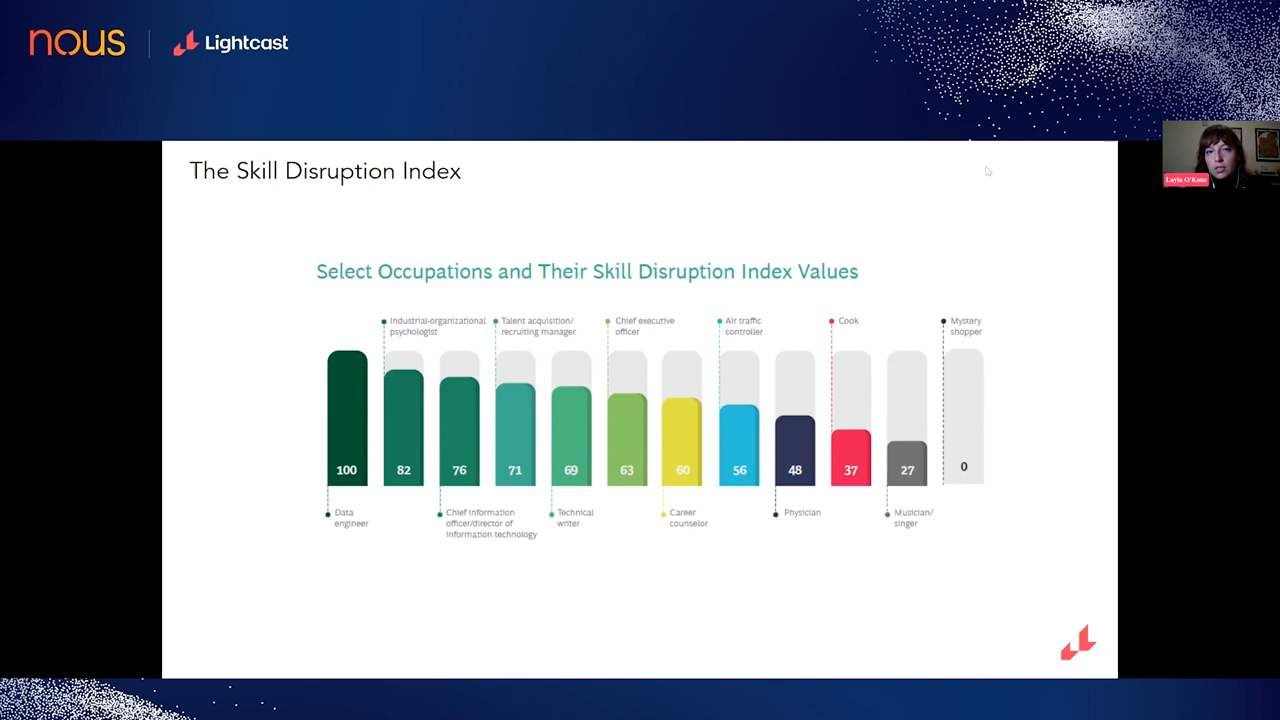 nous
Lightcast
Layla O'Kane
The Skill Disruption Index
Select Occupations and Their Skill Disruption Index Values
Industrial-organizational
psychologist
Talent acquisition/
recruiting manager
Chief executive
officer
Air traffic
controller
Cook
Mystery
shopper
100
82
76
71
69
63
60
56
48
37
27
0
Data
engineer
Chief information
officer/director of
information technology
Technical
writer
Career
counselor
Physician
Musician/
singer